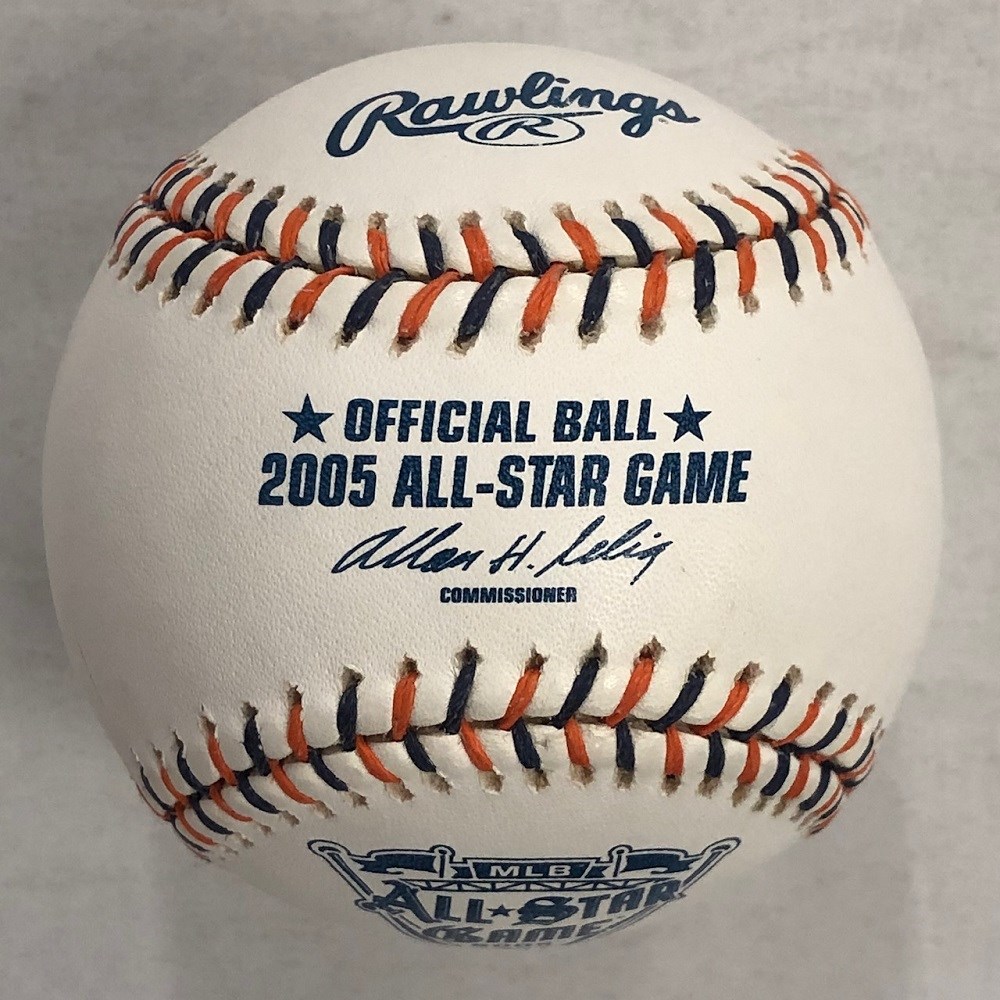 Rawlings
R
★ OFFICIAL BALL ★
2005 ALL-STAR GAME
Allan H. Selig
COMMISSIONER
MLB
ALL★STAR
GAME